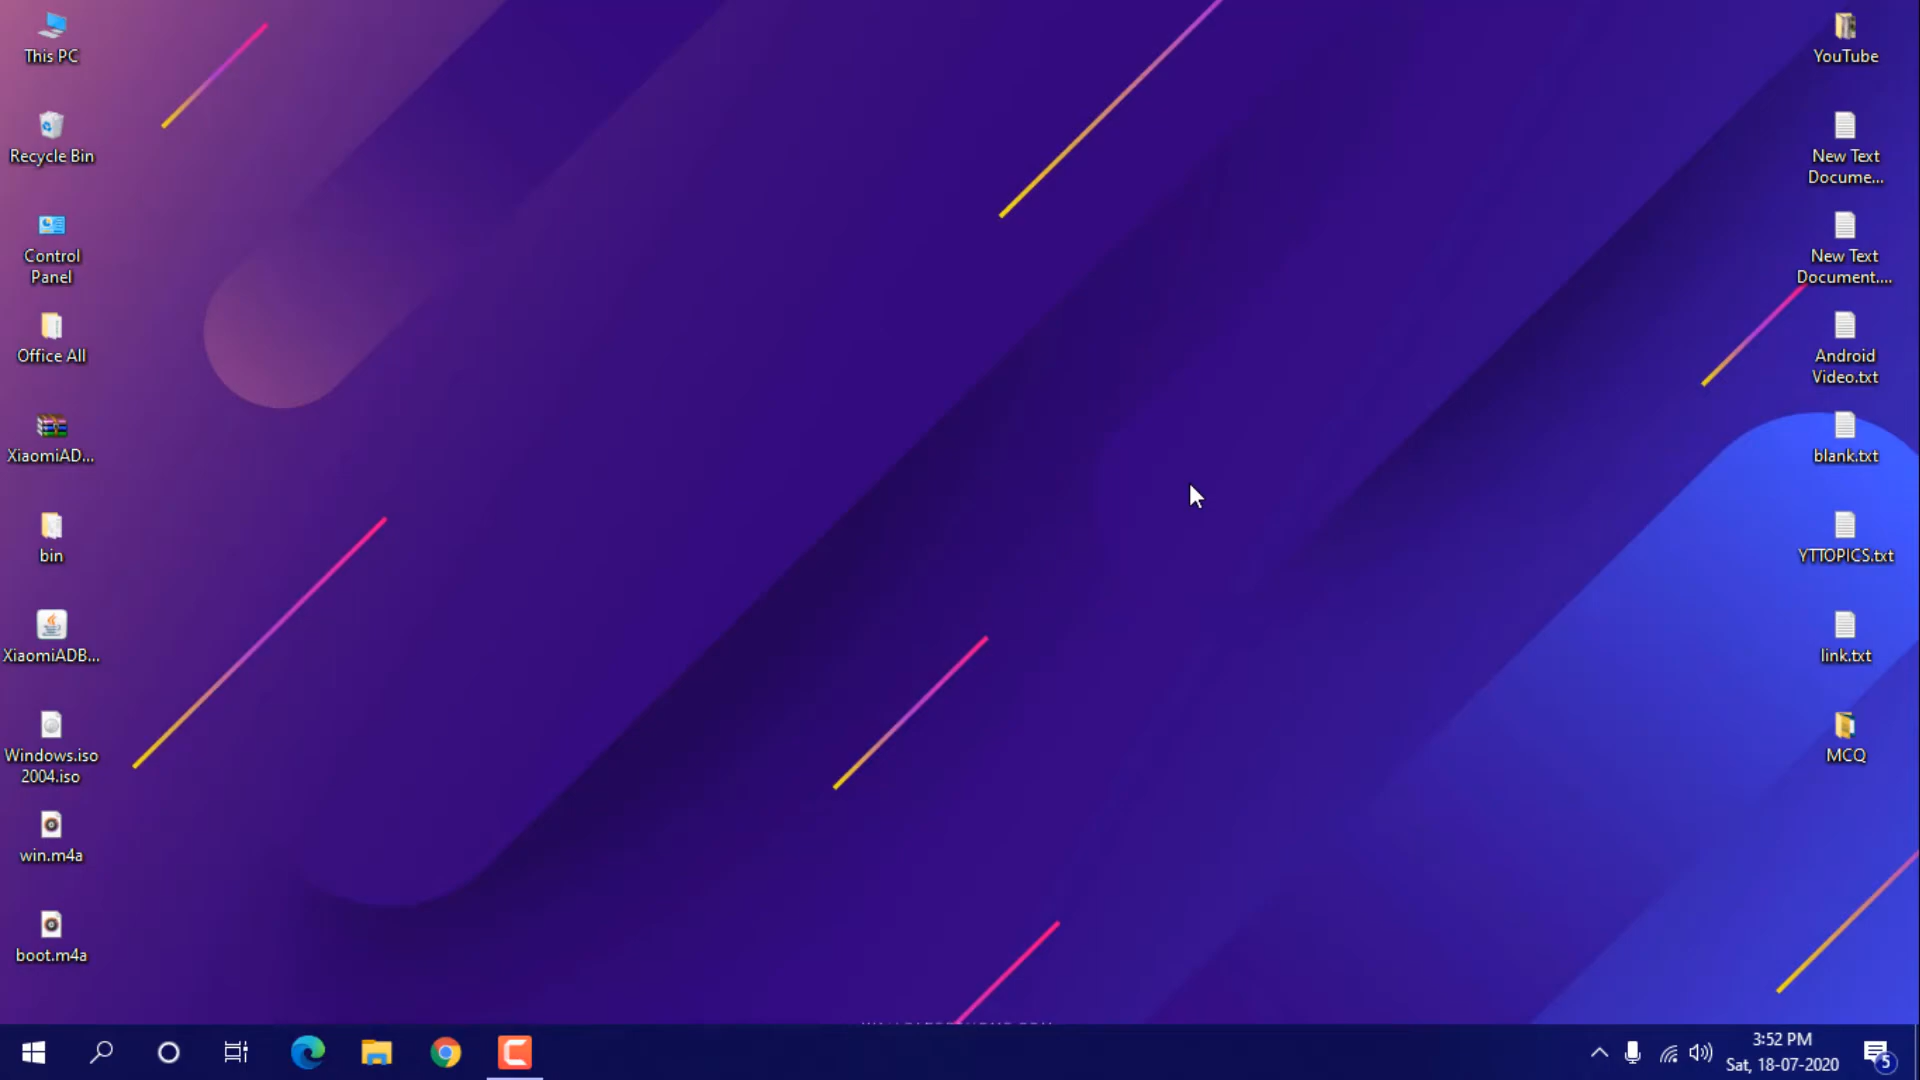 This PC
Recycle Bin
Control
Panel
Office All
XiaomiAD...
bin
XiaomiADB...
Windows.iso
2004.iso
win.m4a
boot.m4a
YouTube
New Text
Docume...
New Text
Document....
Android
Video.txt
blank.txt
YTTOPICS.txt
link.txt
MCQ
3:52 PM
Sat, 18-07-2020
5